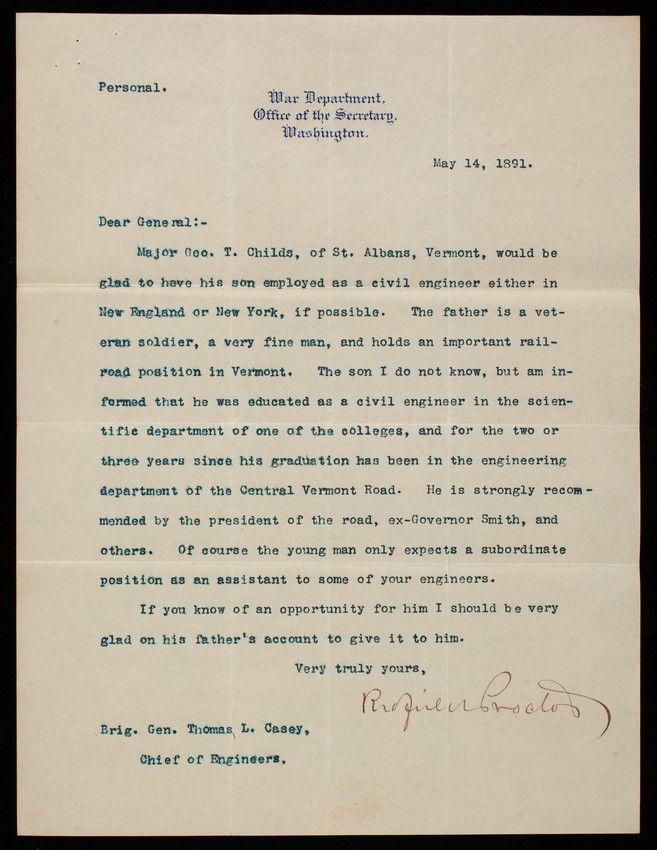 Personal.
War Department,
Office of the Secretary,
Washington.
May 14, 1891.
Dear General:-
Major Geo. T. Childs, of St. Albans, Vermont, would be
glad to have his son employed as a civil engineer either in
New England or New York, if possible. The father is a vet-
eran soldier, a very fine man, and holds an important rail-
road position in Vermont. The son I do not know, but am in-
formed that he was educated as a civil engineer in the scien-
tific department of one of the colleges, and for the two or
three years since his graduation has been in the engineering
department of the Central Vermont Road. He is strongly recom-
mended by the president of the road, ex-Governor Smith, and
others. Of course the young man only expects a subordinate
position as an assistant to some of your engineers.
If you know of an opportunity for him I should be very
glad on his father's account to give it to him.
Very truly yours,
Redfield Proctor
Brig. Gen. Thomas L. Casey,
Chief of Engineers.